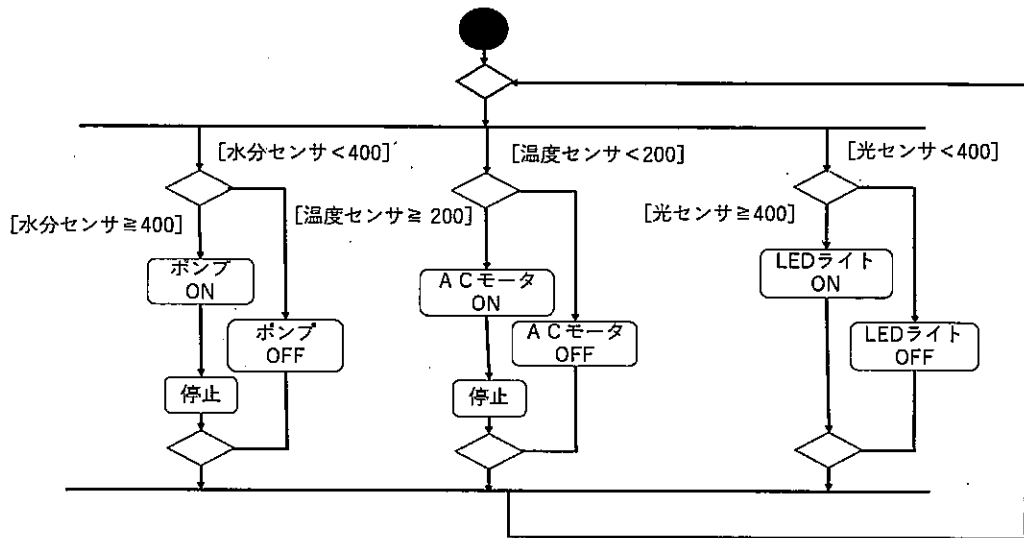 [水分センサ<400]
[温度センサ<200]
[光センサ<400]
[水分センサ≧400]
[温度センサ≧ 200]
[光センサ≧400]
ポンプ
ON
ACモータ
ON
LEDライト
ON
ポンプ
OFF
ACモータ
OFF
LEDライト
OFF
停止
停止